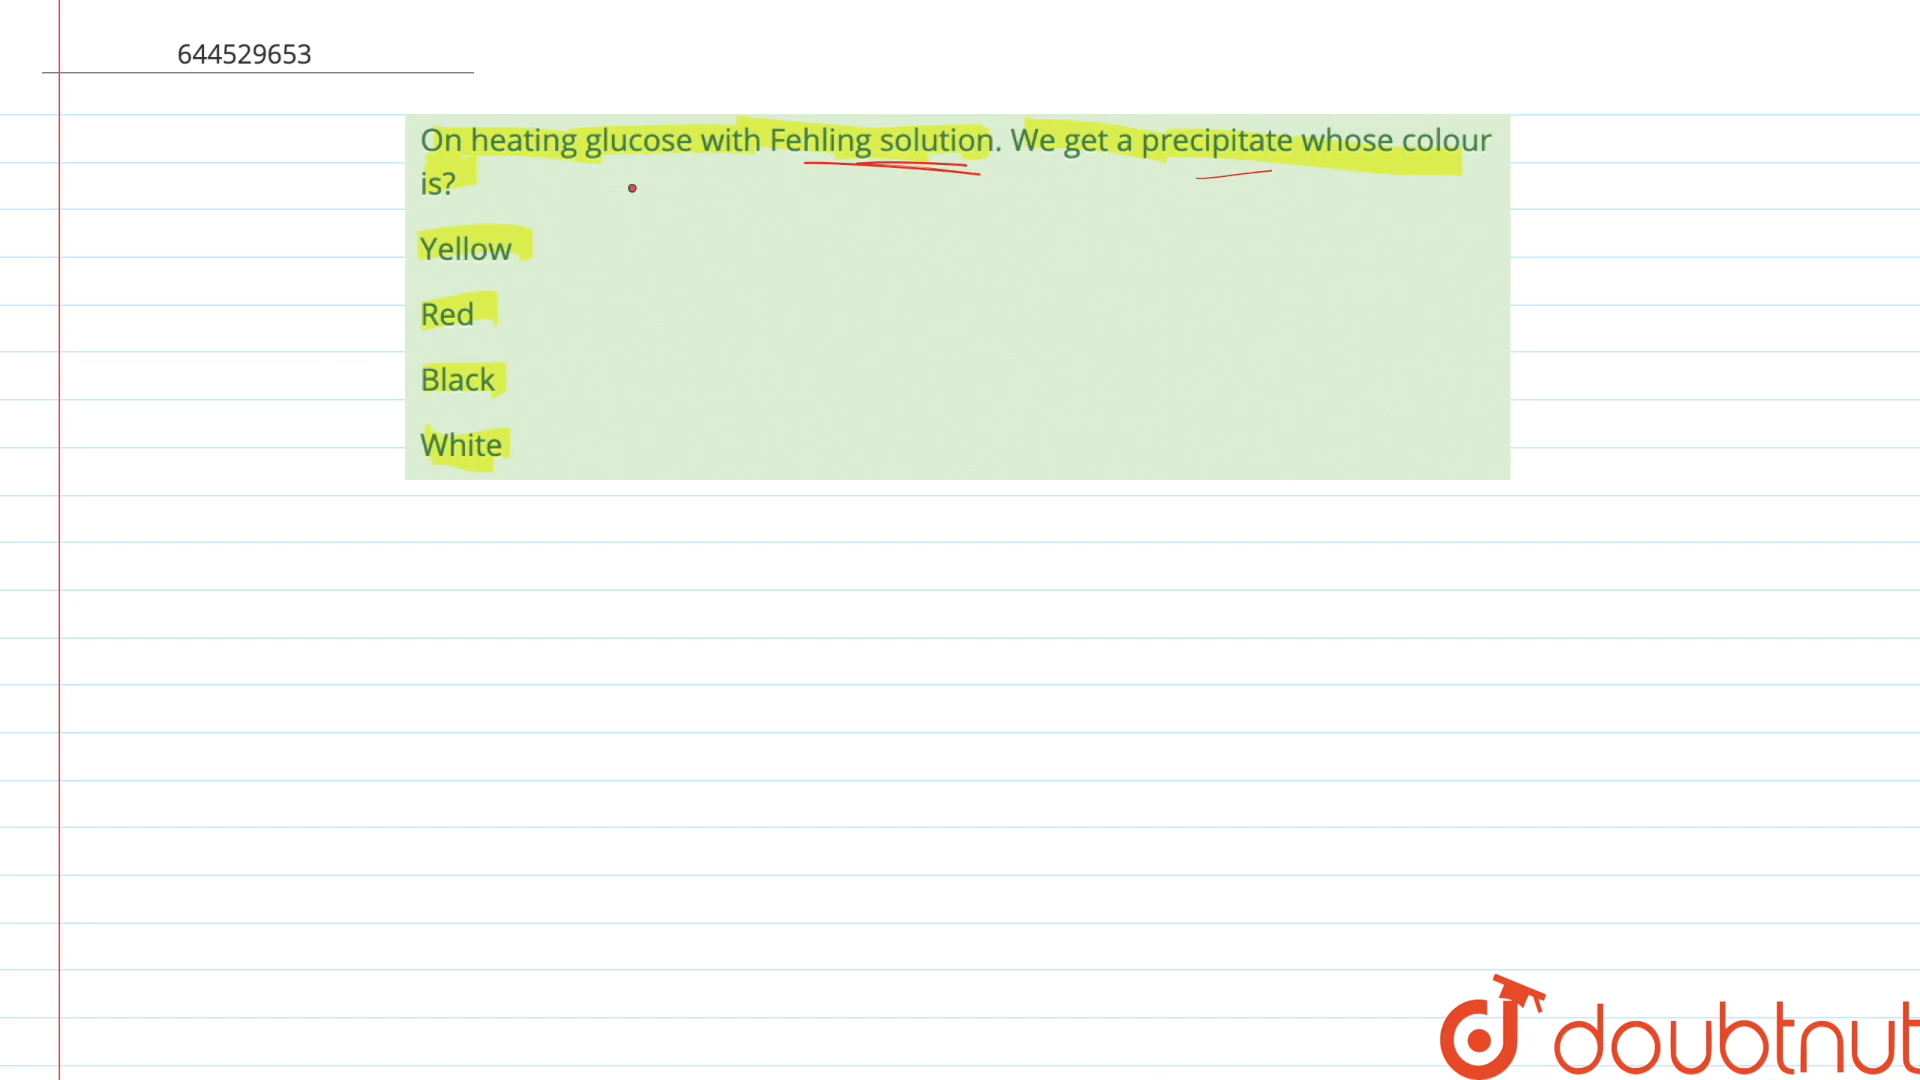 644529653
On heating glucose with Fehling solution. We get a precipitate whose colour
is?
Yellow
Red
Black
White
doubtnut